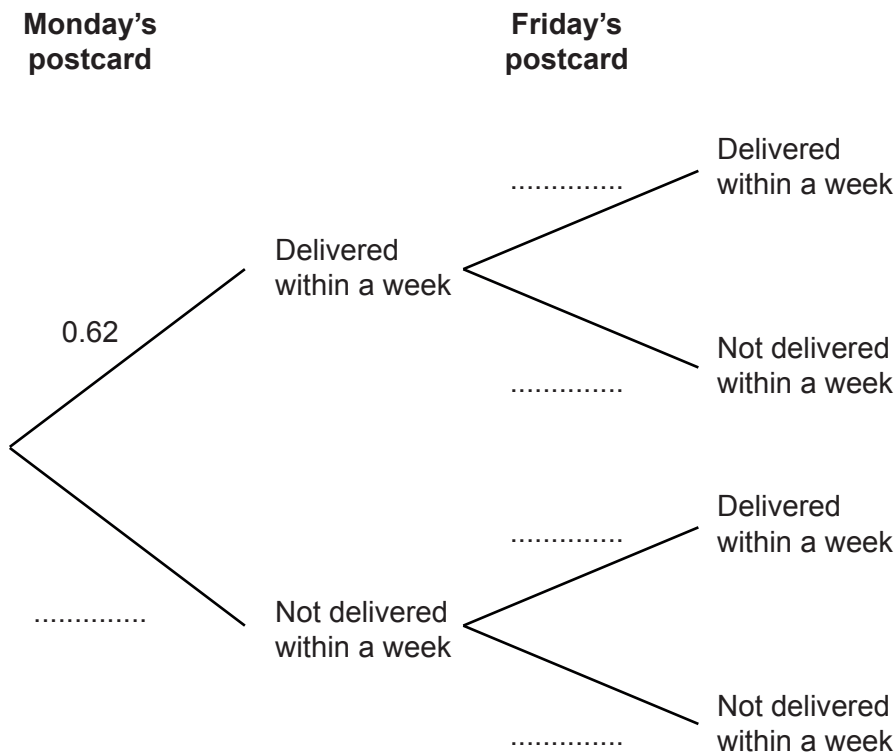 Monday’s
postcard
Friday’s
postcard
..............
Delivered
within a week
Delivered
within a week
0.62
Not delivered
within a week
..............
..............
Delivered
within a week
..............
Not delivered
within a week
..............
Not delivered
within a week